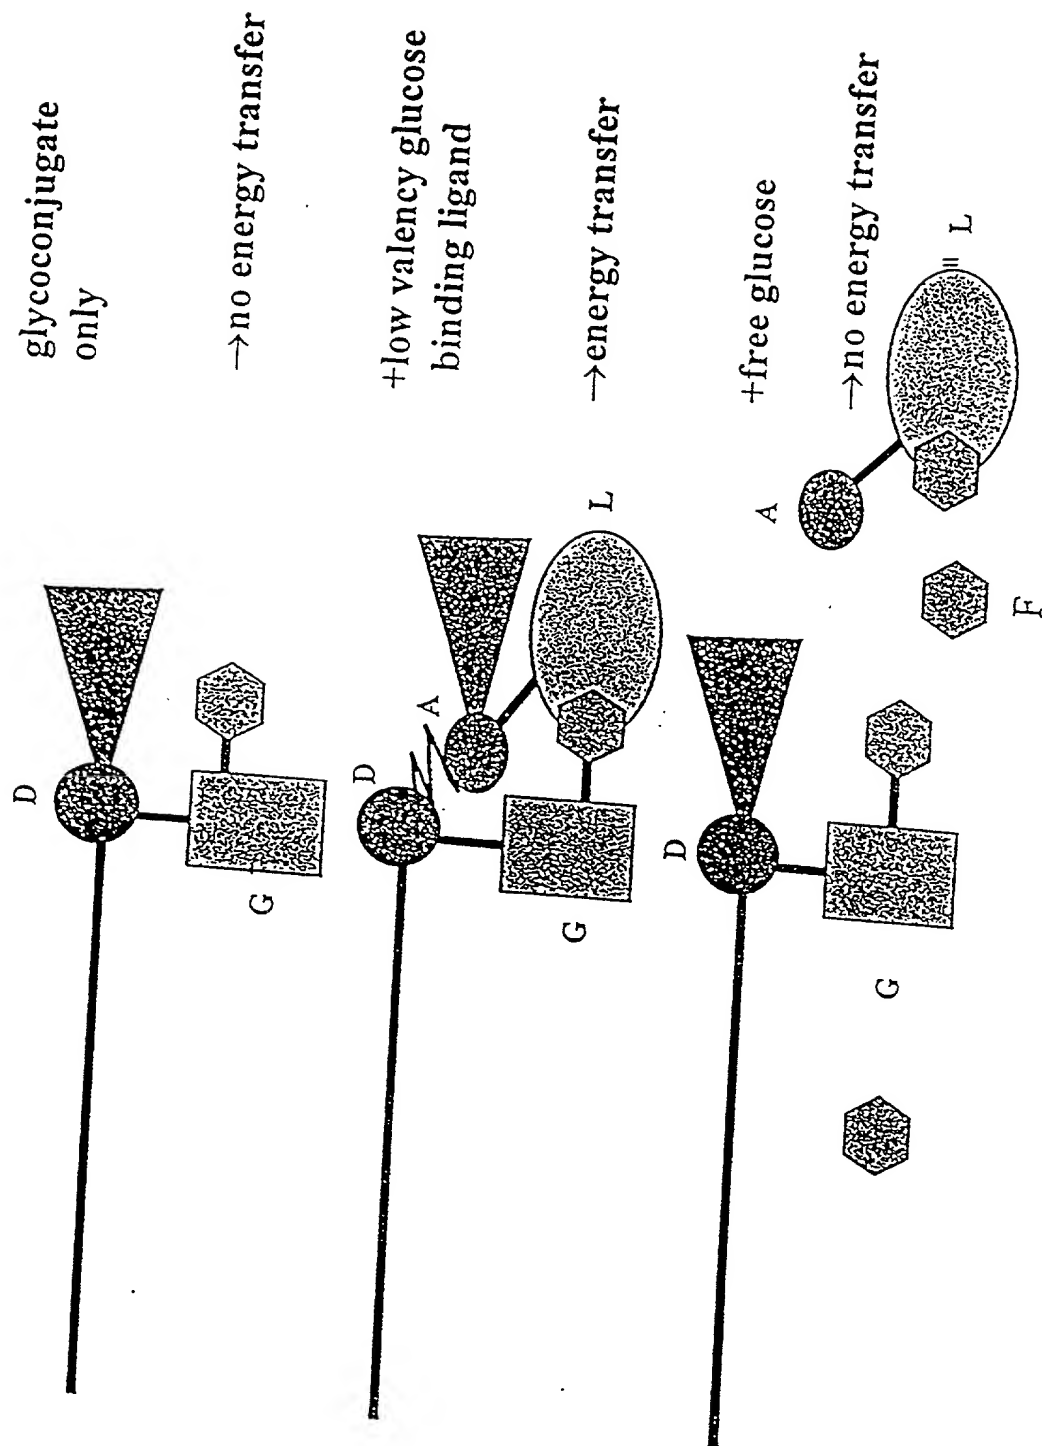 glycoconjugate
only
→no energy transfer
D
G
+low valency glucose
binding ligand
→energy transfer
D
A
G
L
+free glucose
→no energy transfer
D
A
G
F
L